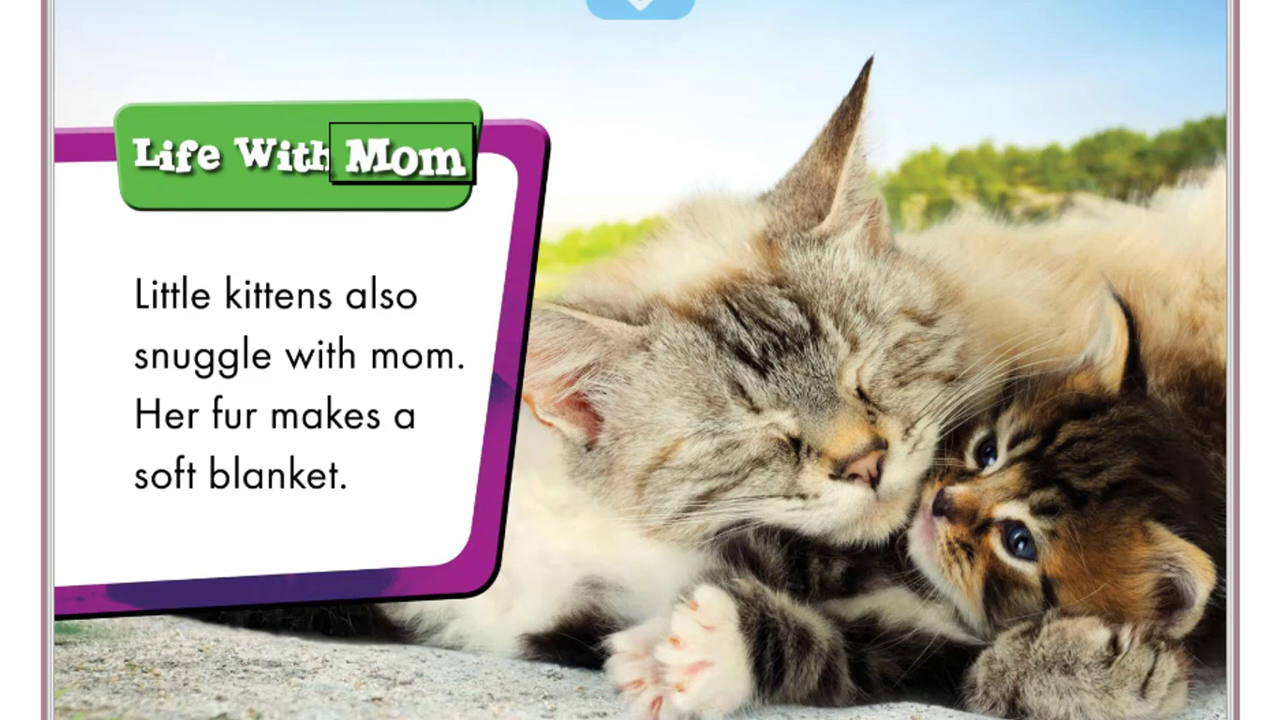 Life With Mom
Little kittens also
snuggle with mom.
Her fur makes a
soft blanket.